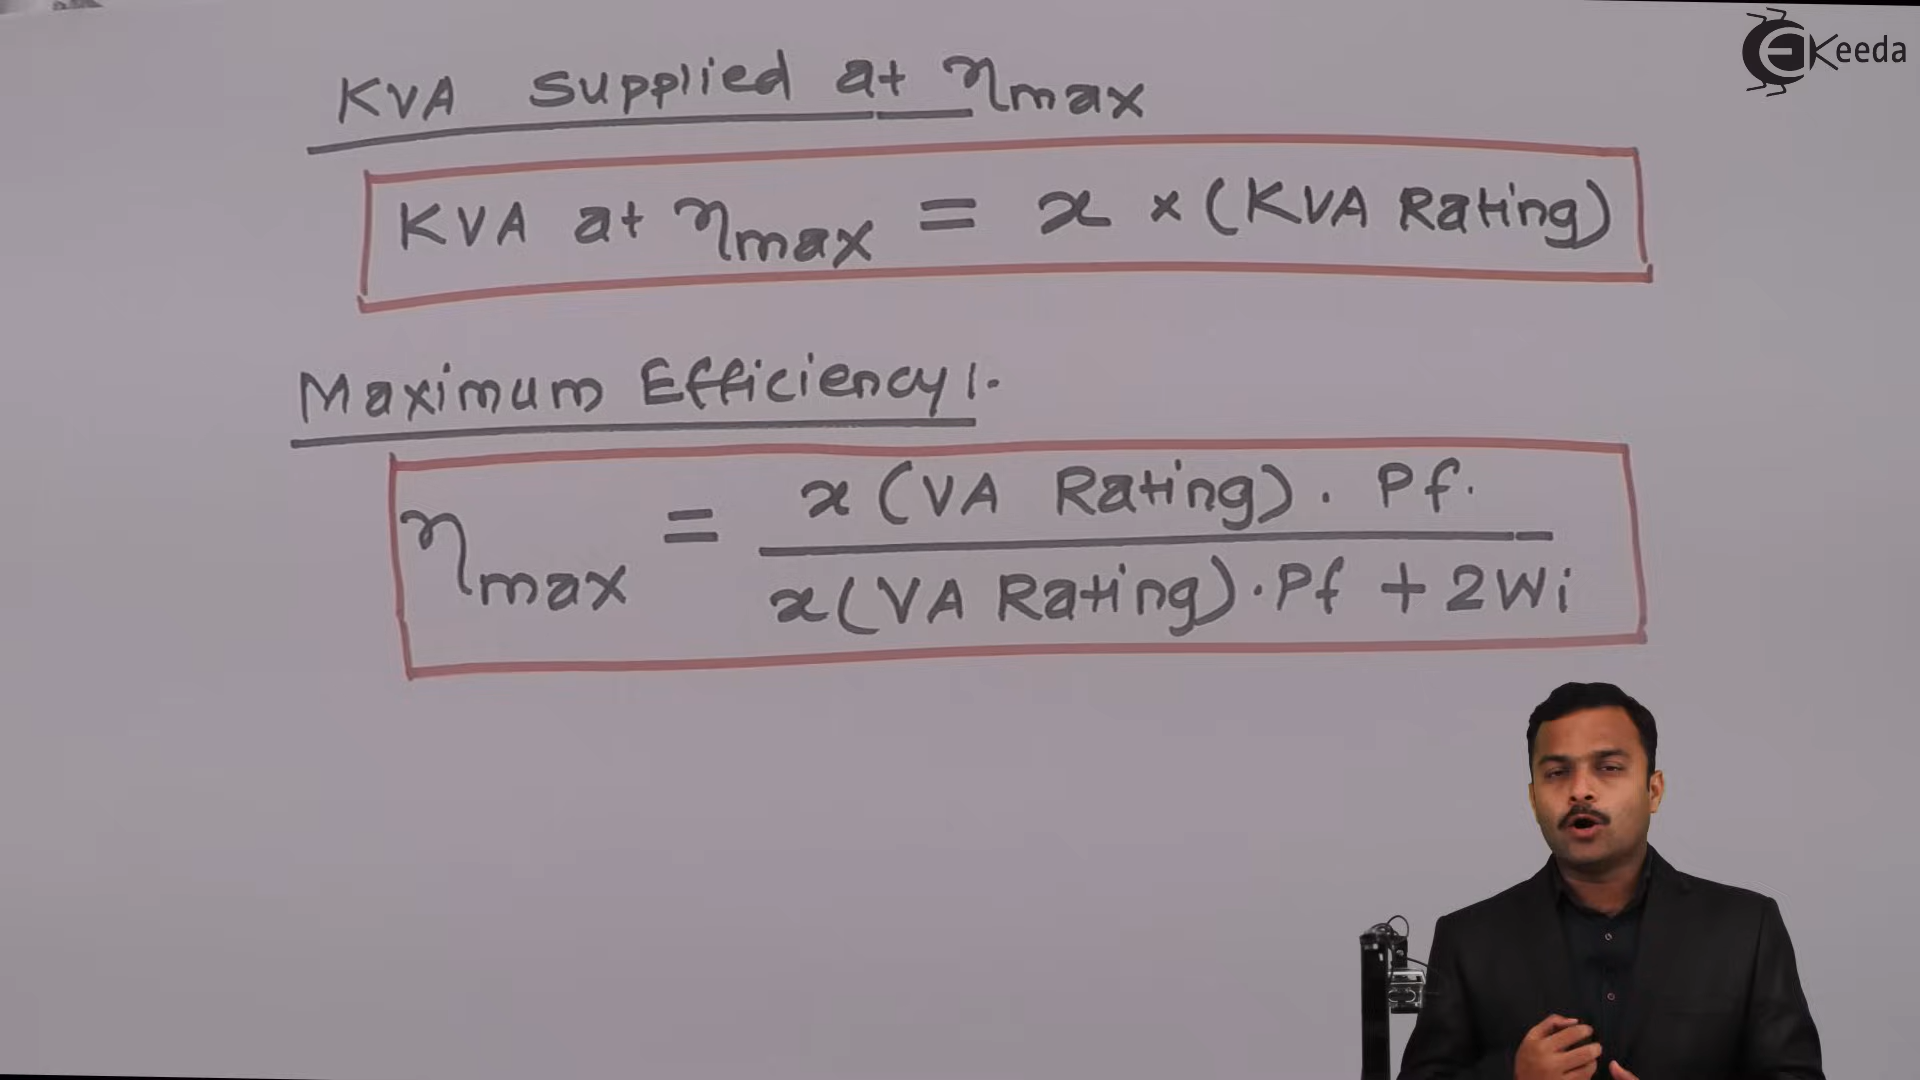 Keeda
KVA Supplied at ηmax
KVA at ηmax = x × (KVA Rating)
Maximum Efficiency :-
ηmax = x (VA Rating) . Pf. / x (VA Rating) . Pf + 2Wi